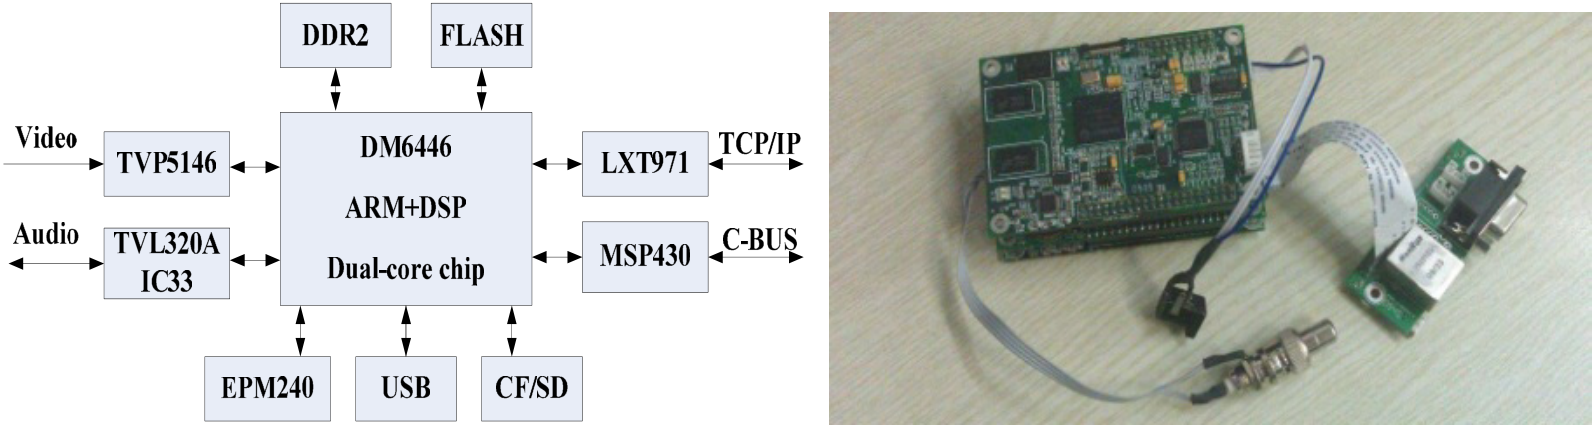 DDR2
FLASH
Video
TVP5146
DM6446
ARM+DSP
Dual-core chip
LXT971
TCP/IP
Audio
TVL320A
IC33
MSP430
C-BUS
EPM240
USB
CF/SD